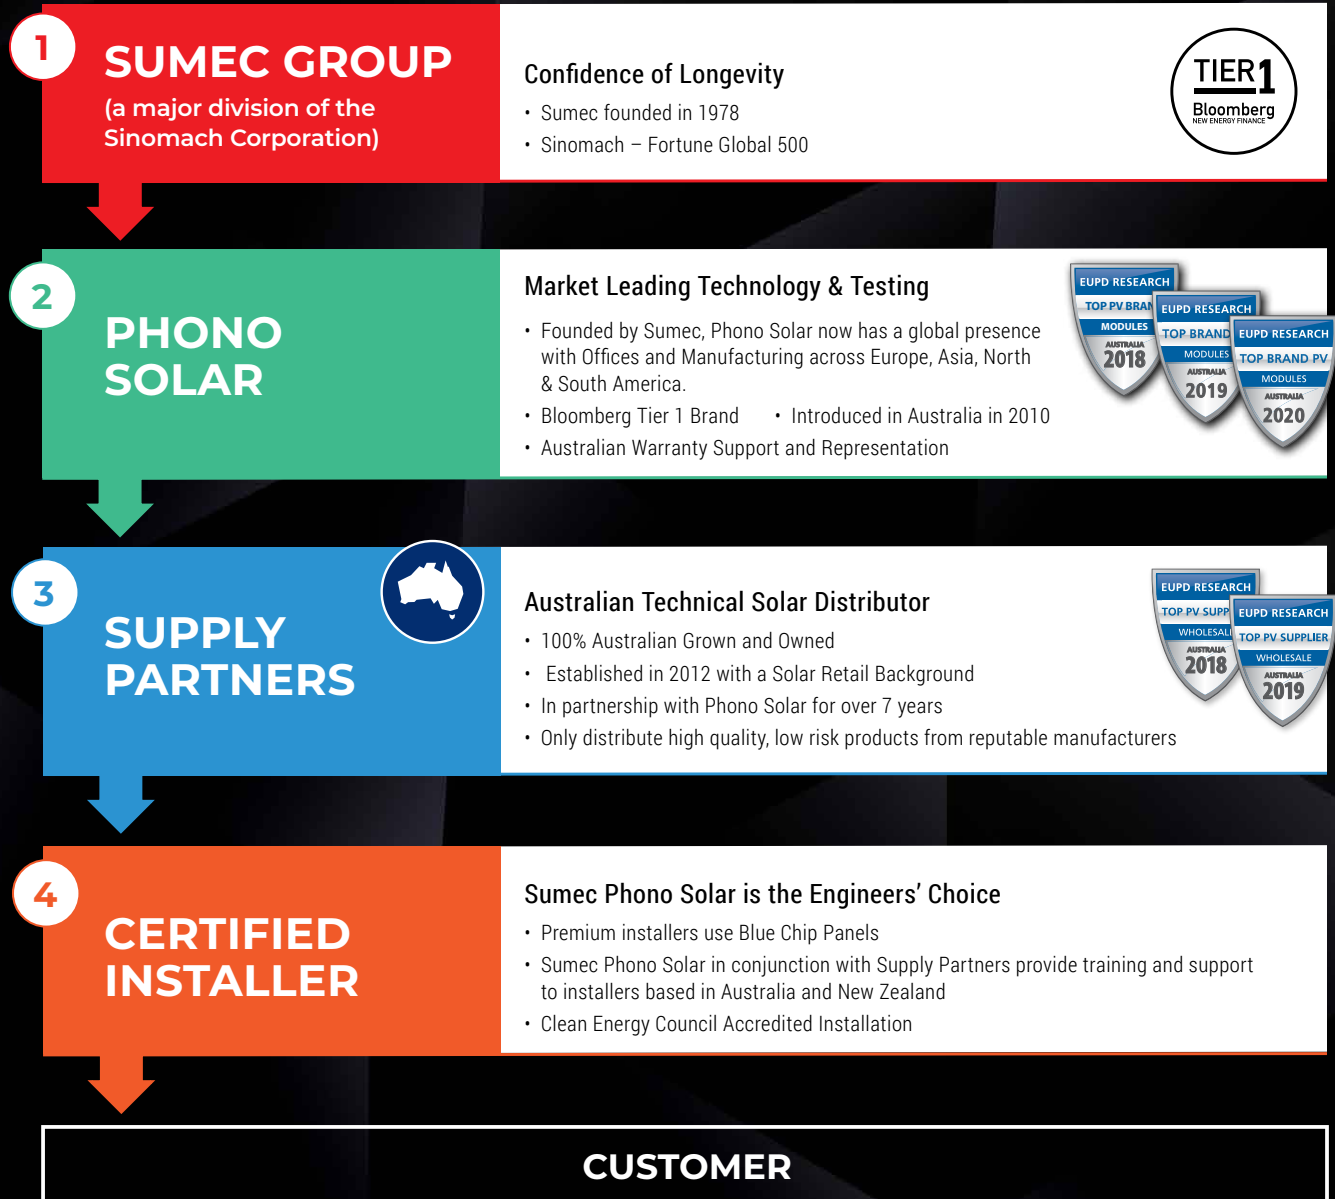 1
SUMEC GROUP
(a major division of the
Sinomach Corporation)
Confidence of Longevity
• Sumec founded in 1978
• Sinomach – Fortune Global 500
TIER 1
Bloomberg
NEW ENERGY FINANCE
2
PHONO
SOLAR
Market Leading Technology & Testing
• Founded by Sumec, Phono Solar now has a global presence
with Offices and Manufacturing across Europe, Asia, North
& South America.
• Bloomberg Tier 1 Brand • Introduced in Australia in 2010
• Australian Warranty Support and Representation
EUPD RESEARCH
TOP PV BRAN
MODULES
AUSTRALIA
2018
EUPD RESEARCH
TOP BRAND
MODULES
AUSTRALIA
2019
EUPD RESEARCH
TOP BRAND PV
MODULES
AUSTRALIA
2020
3
SUPPLY
PARTNERS
Australian Technical Solar Distributor
• 100% Australian Grown and Owned
• Established in 2012 with a Solar Retail Background
• In partnership with Phono Solar for over 7 years
• Only distribute high quality, low risk products from reputable manufacturers
EUPD RESEARCH
TOP PV SUPP
WHOLESAL
AUSTRALIA
2018
EUPD RESEARCH
TOP PV SUPPLIER
WHOLESALE
AUSTRALIA
2019
4
CERTIFIED
INSTALLER
Sumec Phono Solar is the Engineers’ Choice
• Premium installers use Blue Chip Panels
• Sumec Phono Solar in conjunction with Supply Partners provide training and support
to installers based in Australia and New Zealand
• Clean Energy Council Accredited Installation
CUSTOMER